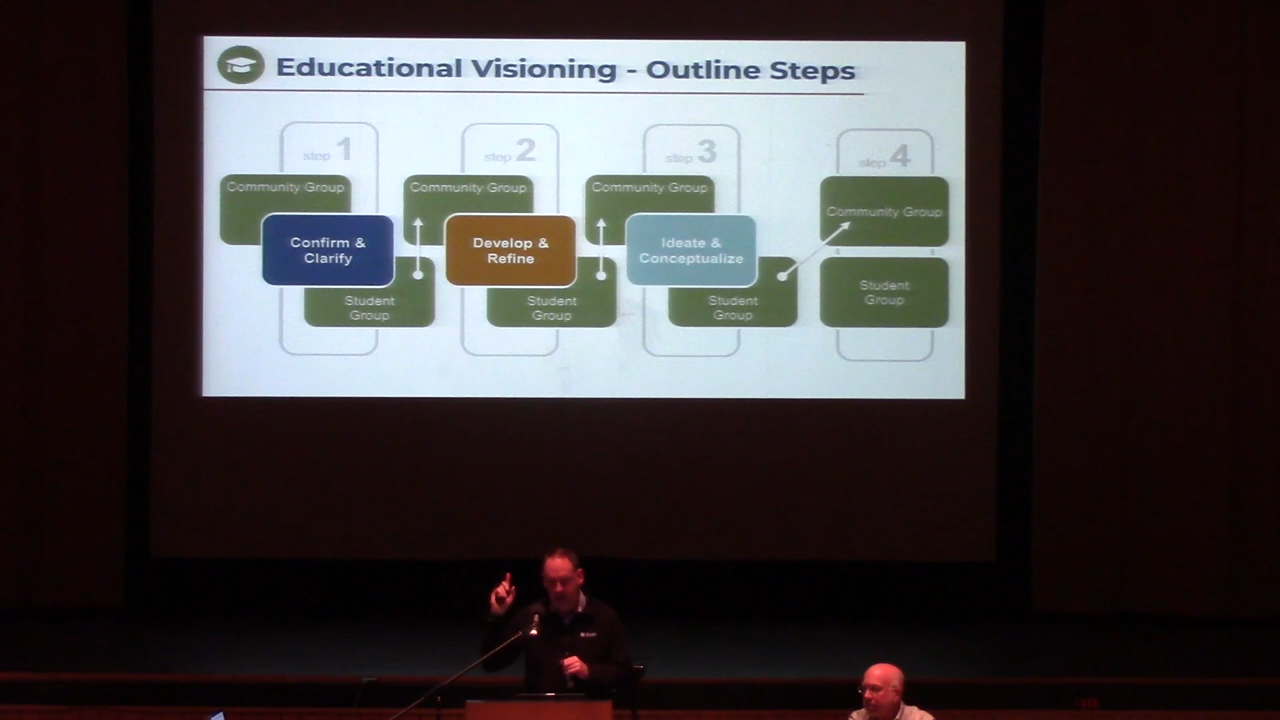 Educational Visioning - Outline Steps
step 1
Community Group
Confirm &
Clarify
Student
Group
step 2
Community Group
Develop &
Refine
Student
Group
step 3
Community Group
Ideate &
Conceptualize
Student
Group
step 4
Community Group
Student
Group